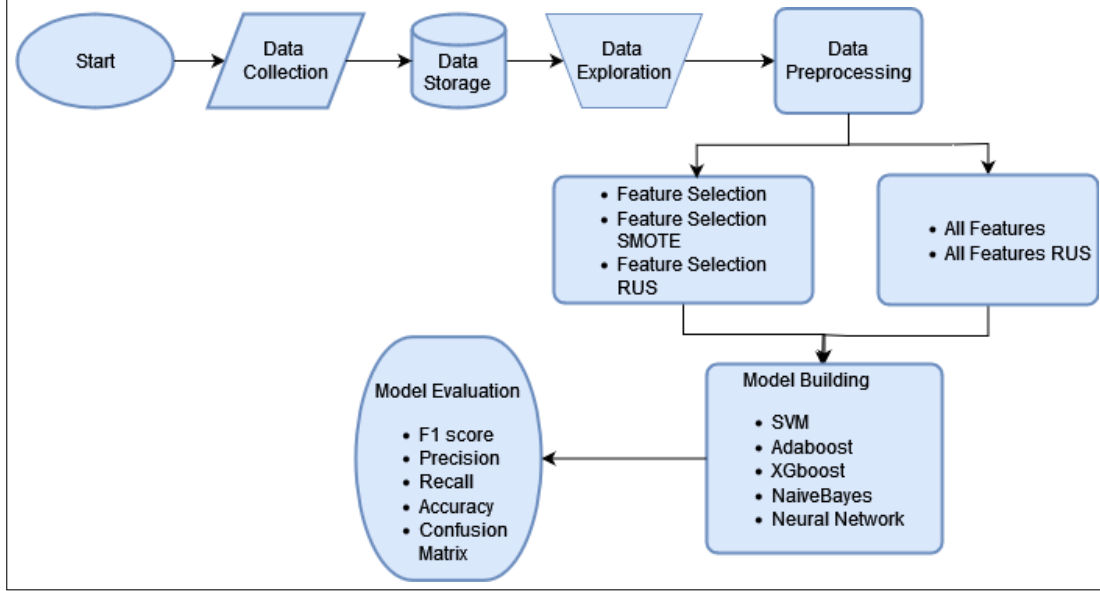 Start
Data
Collection
Data
Storage
Data
Exploration
Data
Preprocessing
• Feature Selection
• Feature Selection
SMOTE
• Feature Selection
RUS
• All Features
• All Features RUS
Model Evaluation
• F1 score
• Precision
• Recall
• Accuracy
• Confusion
Matrix
Model Building
• SVM
• Adaboost
• XGboost
• NaiveBayes
• Neural Network